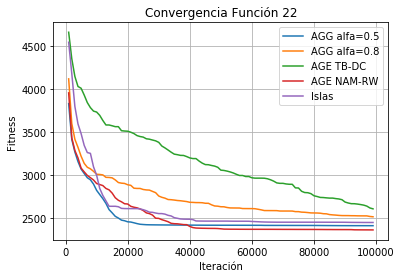 Convergencia Función 22
AGG alfa=0.5
AGG alfa=0.8
AGE TB-DC
AGE NAM-RW
Islas
Fitness
4500
4000
3500
3000
2500
0 20000 40000 60000 80000 100000
Iteración